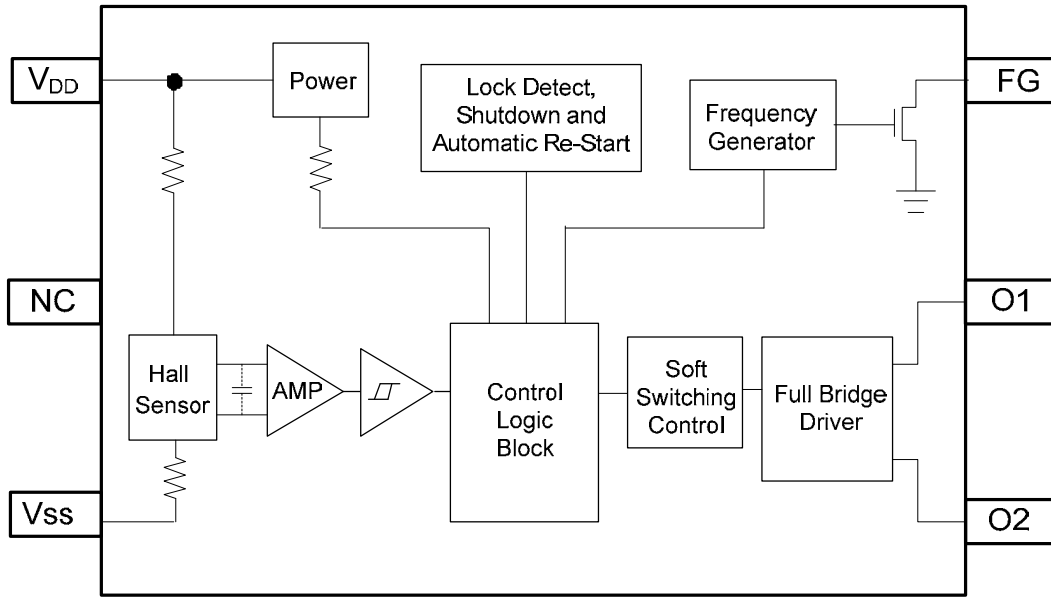 VDD
Power
Lock Detect,
Shutdown and
Automatic Re-Start
Frequency
Generator
FG
NC
O1
Hall
Sensor
AMP
Control
Logic
Block
Soft
Switching
Control
Full Bridge
Driver
Vss
O2